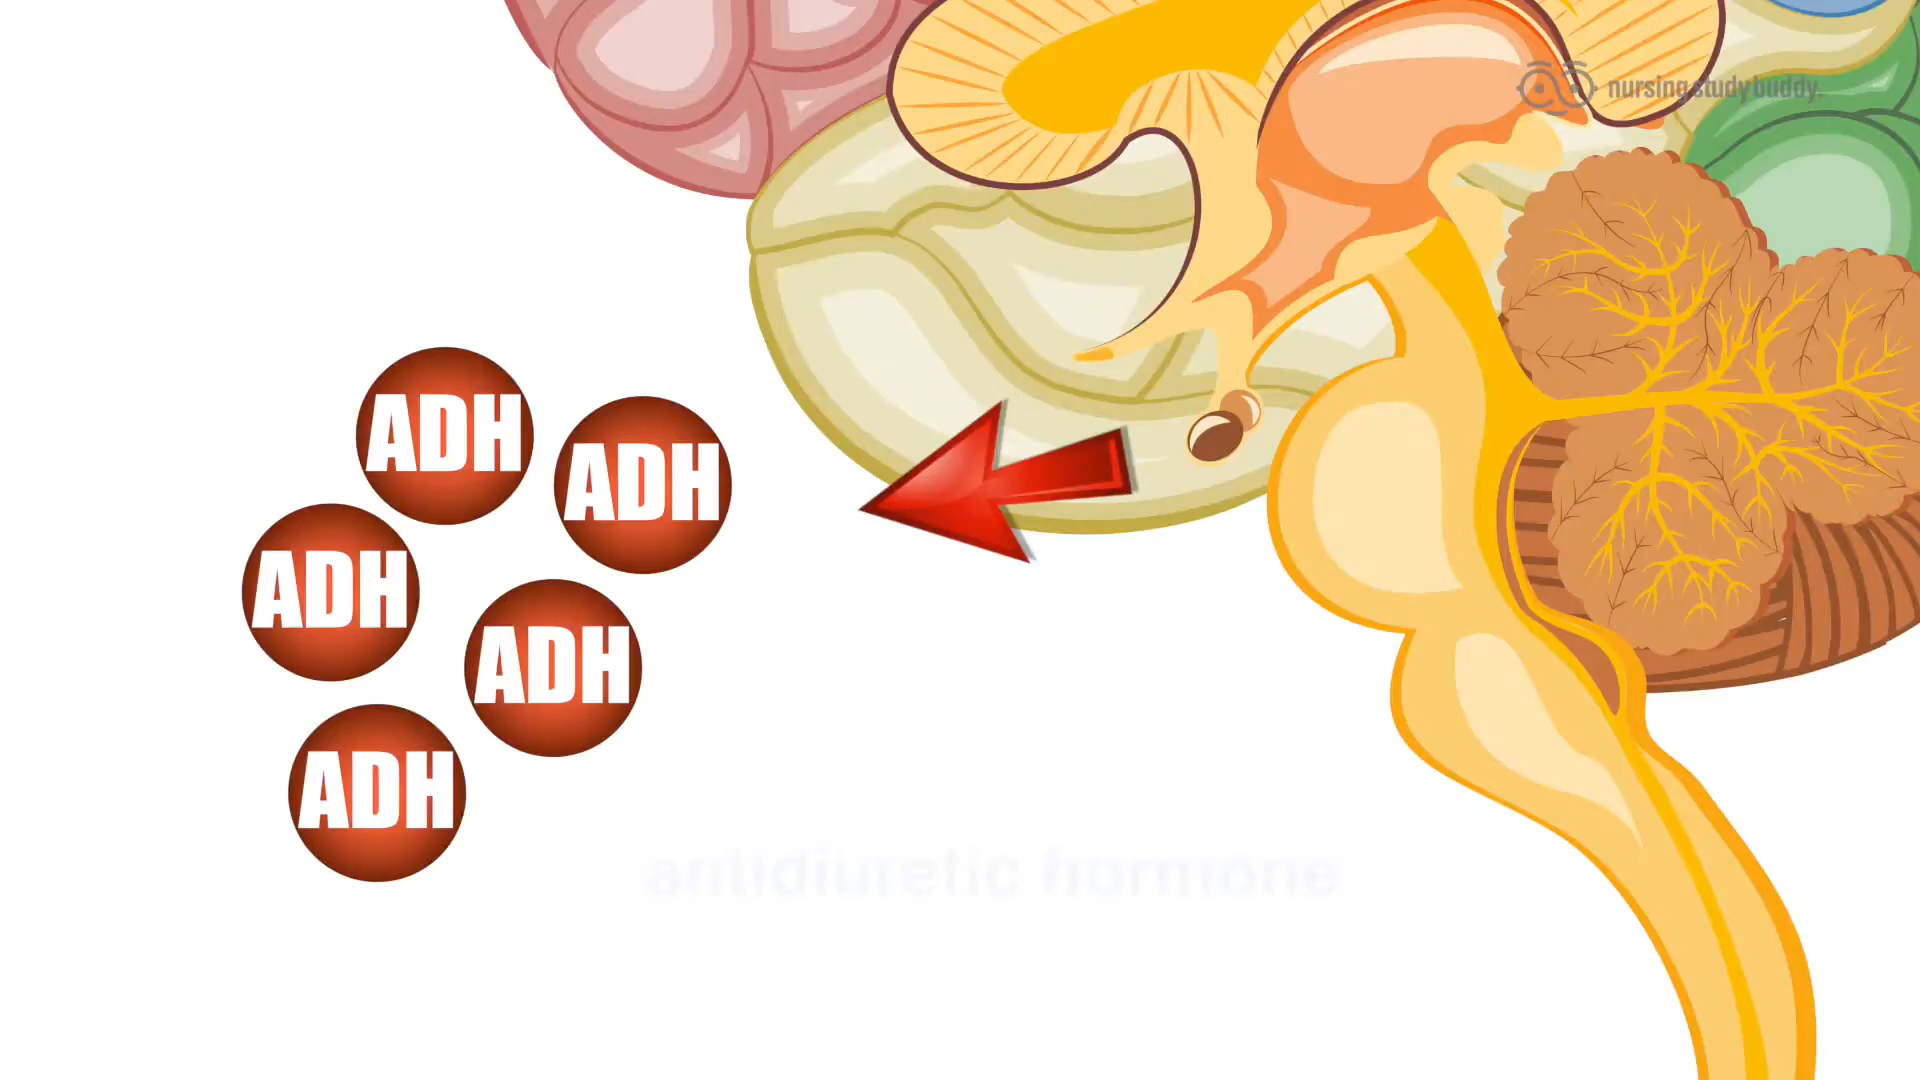 nursing.study buddy.
ADH
ADH
ADH
ADH
ADH
antidiuretic hormone